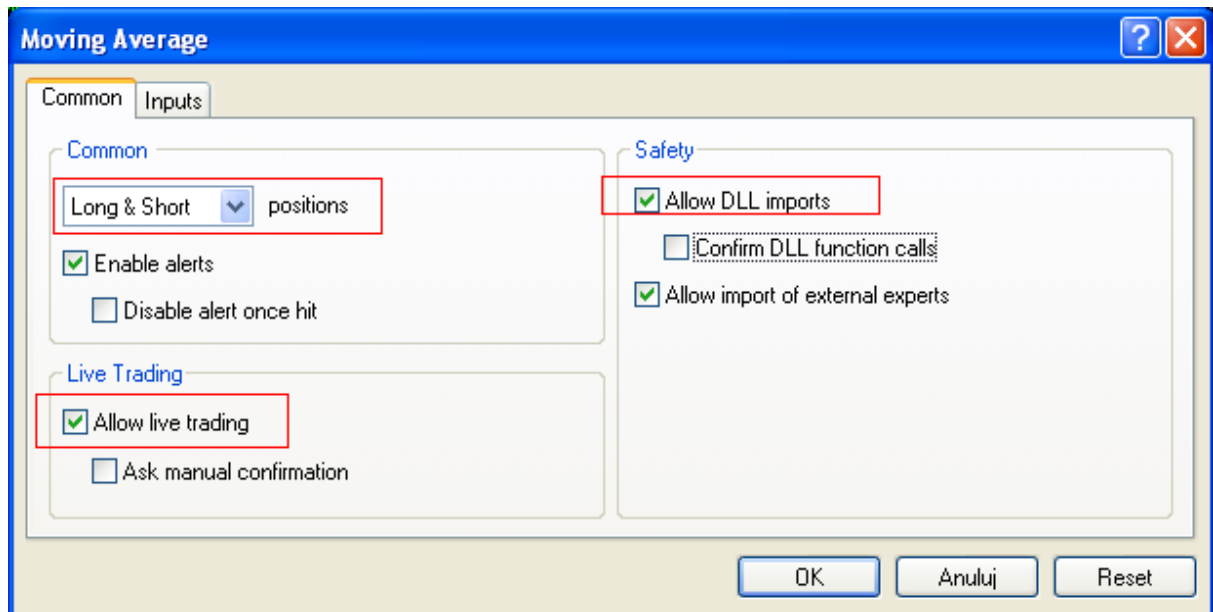 Moving Average
Common
Inputs
Common
Long & Short positions
Enable alerts
Disable alert once hit
Live Trading
Allow live trading
Ask manual confirmation
Safety
Allow DLL imports
Confirm DLL function calls
Allow import of external experts
OK
Anuluj
Reset